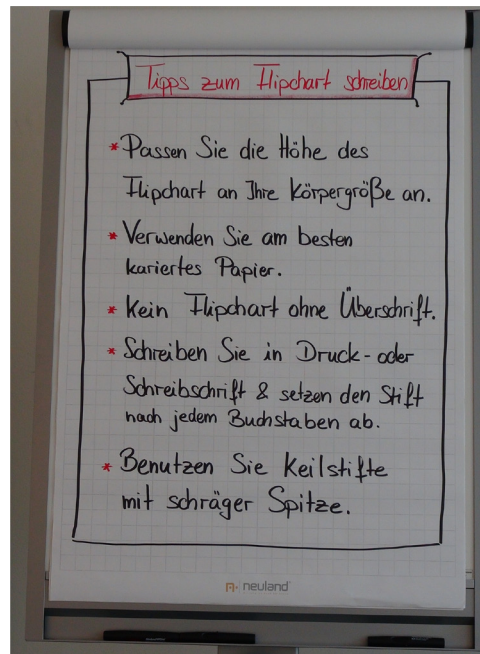 Tipps zum Flipchart schreiben
* Passen Sie die Höhe des
Flipchart an Ihre Körpergröße an.
* Verwenden Sie am besten
kariertes Papier.
* Kein Flipchart ohne Überschrift.
* Schreiben Sie in Druck- oder
Schreibschrift & setzen den Stift
nach jedem Buchstaben ab.
* Benutzen Sie Keilstifte
mit schräger Spitze.
neuland